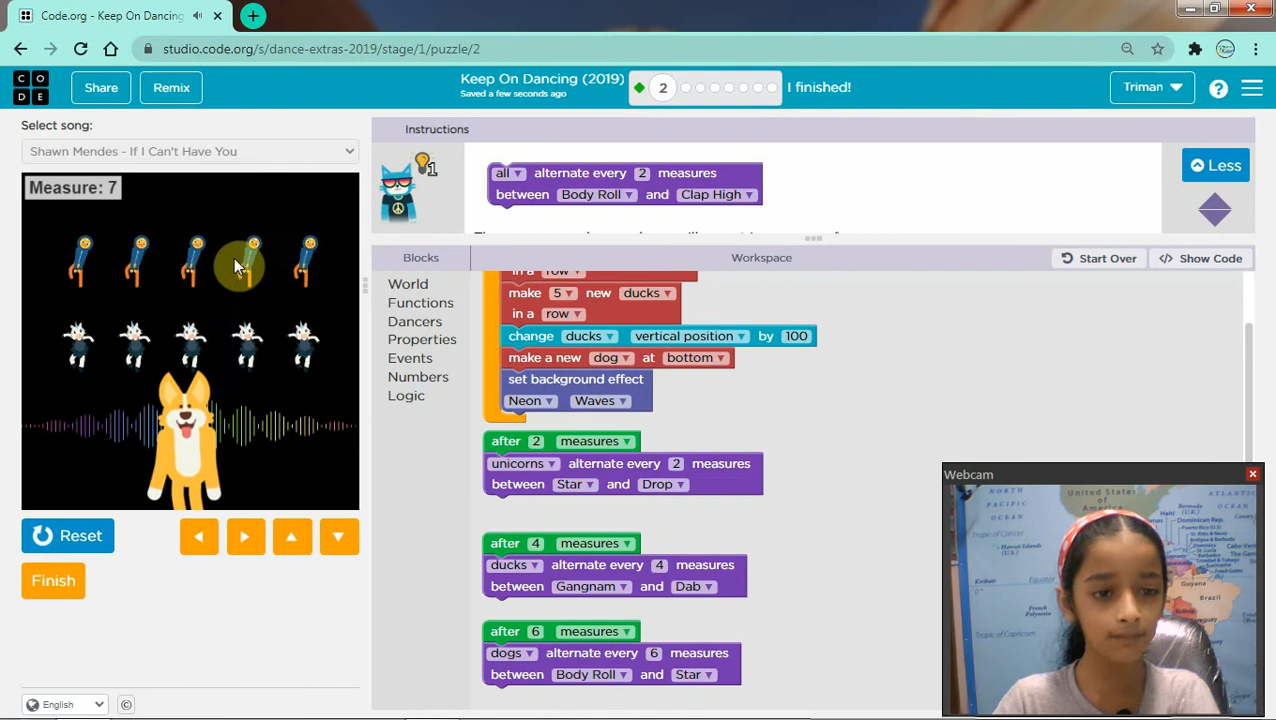 Code.org - Keep On Dancing
studio.code.org/s/dance-extras-2019/stage/1/puzzle/2
C O
D E
Share
Remix
Keep On Dancing (2019)
Saved a few seconds ago
2
I finished!
Triman
?
Select song:
Shawn Mendes - If I Can't Have You
Measure: 7
Instructions
1
all alternate every 2 measures
between Body Roll and Clap High
Less
Blocks
Workspace
Start Over
Show Code
World
Functions
Dancers
Properties
Events
Numbers
Logic
in a row
make 5 new ducks
in a row
change ducks vertical position by 100
make a new dog at bottom
set background effect
Neon Waves
after 2 measures
unicorns alternate every 2 measures
between Star and Drop
after 4 measures
ducks alternate every 4 measures
between Gangnam and Dab
after 6 measures
dogs alternate every 6 measures
between Body Roll and Star
Reset
Finish
English
©
Webcam
NORTH
PACIFIC
OCEAN
Guyana
BRAZIL